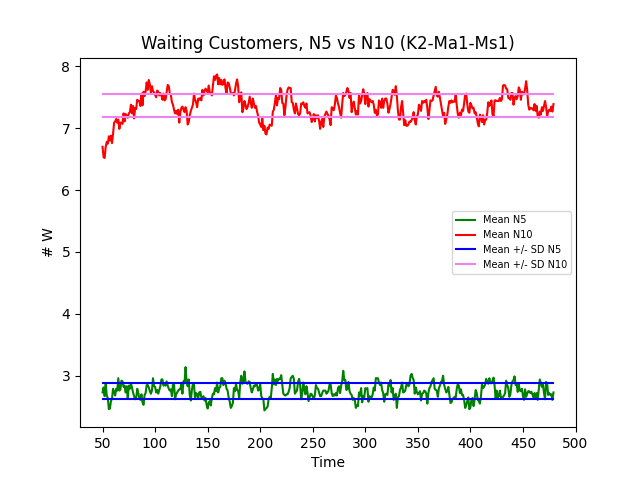 Waiting Customers, N5 vs N10 (K2-Ma1-Ms1)
8
7
6
5
4
3
# W
Mean N5
Mean N10
Mean +/- SD N5
Mean +/- SD N10
50 100 150 200 250 300 350 400 450 500
Time